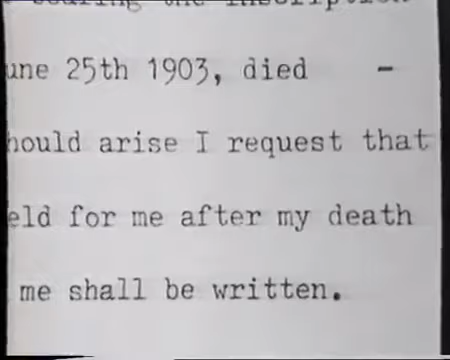 une 25th 1903, died -
hould arise I request that
eld for me after my death
me shall be written.